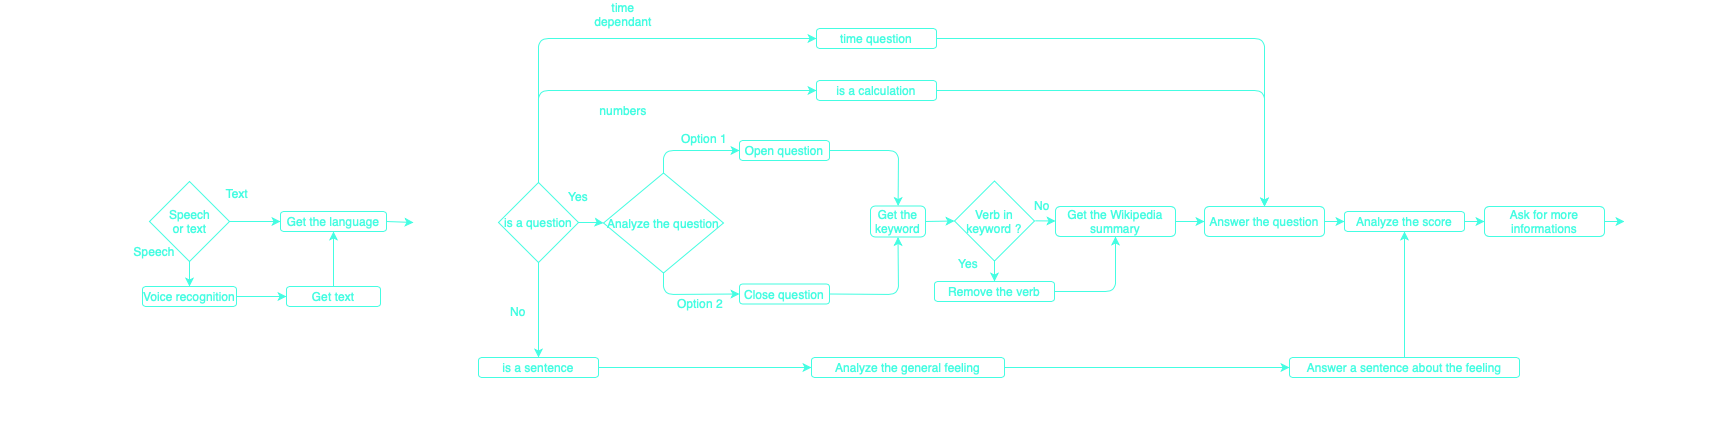 time
dependant
time question
is a calculation
numbers
Option 1
Open question
Text
Speech
or text
Get the language
Speech
Voice recognition
Get text
Yes
is a question
Analyze the question
Get the
keyword
Verb in
keyword ?
No
Get the Wikipedia
summary
Answer the question
Analyze the score
Ask for more
informations
Yes
Remove the verb
Close question
Option 2
No
is a sentence
Analyze the general feeling
Answer a sentence about the feeling